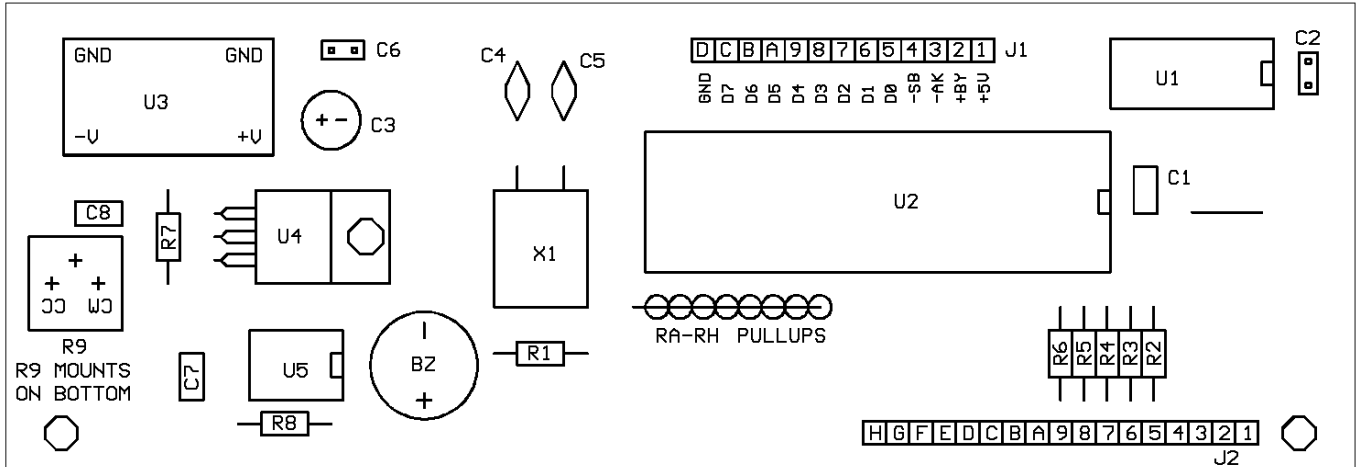 GND GND
U3
-V +V
C6
+-
C3
C4
C5
D C B A 9 8 7 6 5 4 3 2 1
J1
GND D7 D6 D5 D4 D3 D2 D1 D0 -SB -AK +BY +5V
U1
C2
U2
C1
C8
R7
U4
X1
+
+ +
CC CW
R9
R9 MOUNTS
ON BOTTOM
C7
U5
R8
-
BZ
+
R1
RA-RH PULLUPS
R6 R5 R4 R3 R2
H G F E D C B A 9 8 7 6 5 4 3 2 1
J2